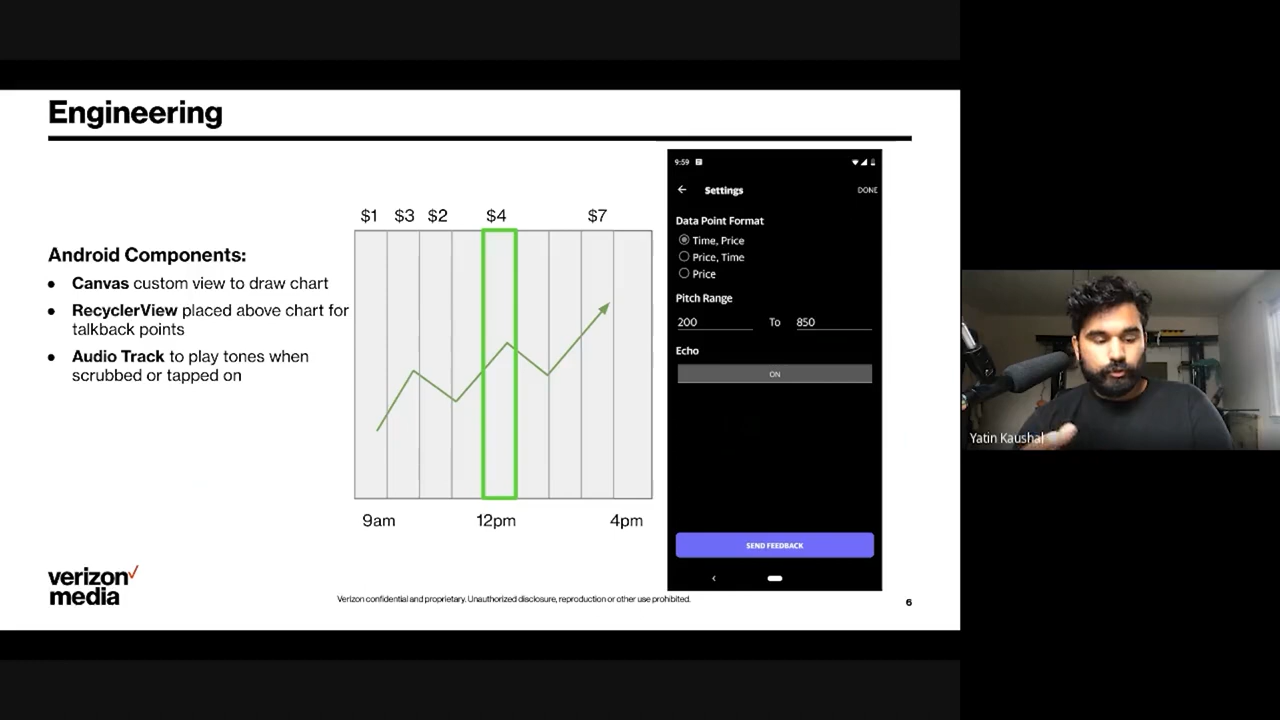 Engineering
Android Components:
● Canvas custom view to draw chart
● RecyclerView placed above chart for
talkback points
● Audio Track to play tones when
scrubbed or tapped on
$1 $3 $2 $4 $7
9am 12pm 4pm
9:59
Settings DONE
Data Point Format
Time, Price
Price, Time
Price
Pitch Range
200 To 850
Echo
ON
SEND FEEDBACK
Yatin Kaushal
verizon✓
media
Verizon confidential and proprietary. Unauthorized disclosure, reproduction or other use prohibited.
6